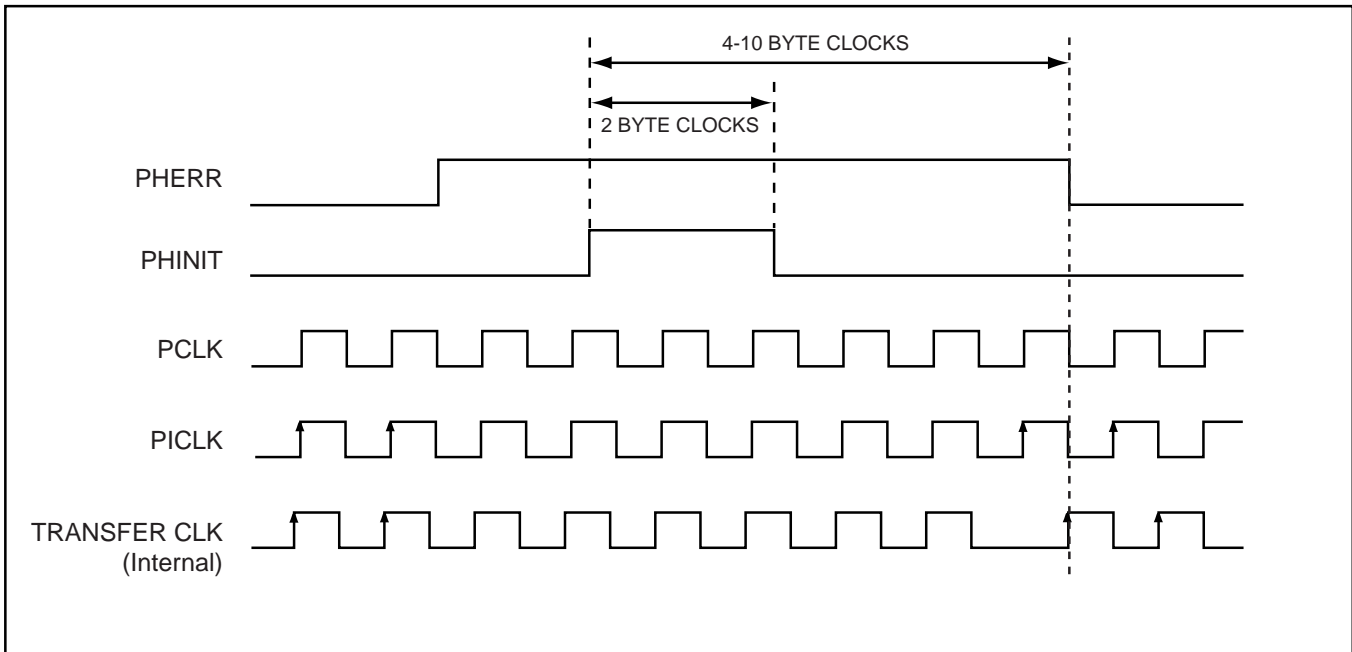 4-10 BYTE CLOCKS
2 BYTE CLOCKS
PHERR
PHINIT
PCLK
PICLK
TRANSFER CLK
(Internal)